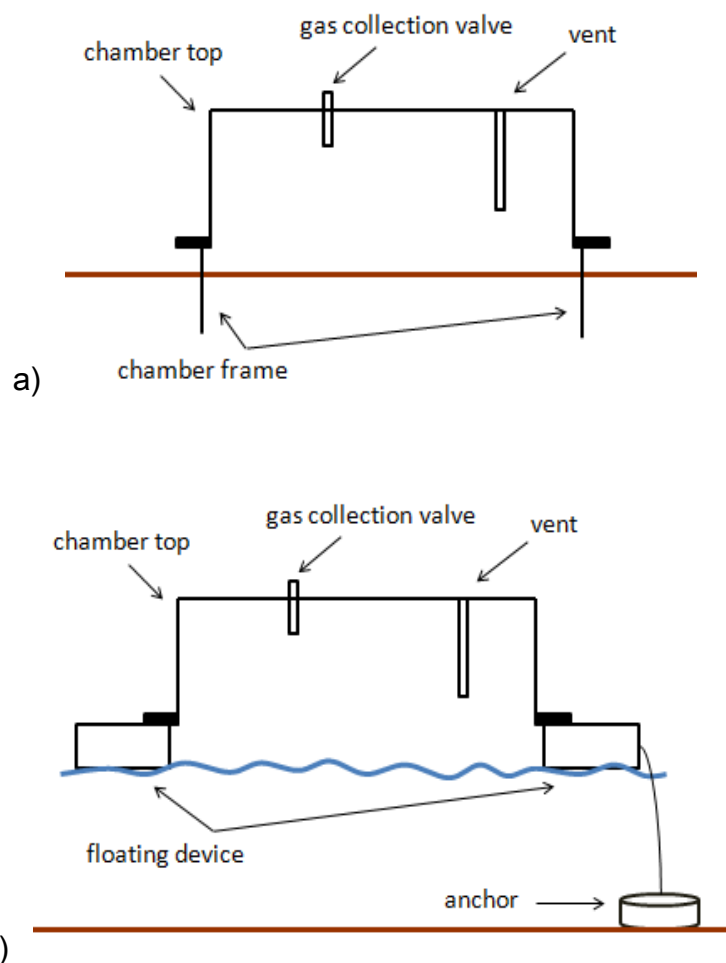 gas collection valve
vent
chamber top
chamber frame
a)
gas collection valve
vent
chamber top
floating device
anchor
)